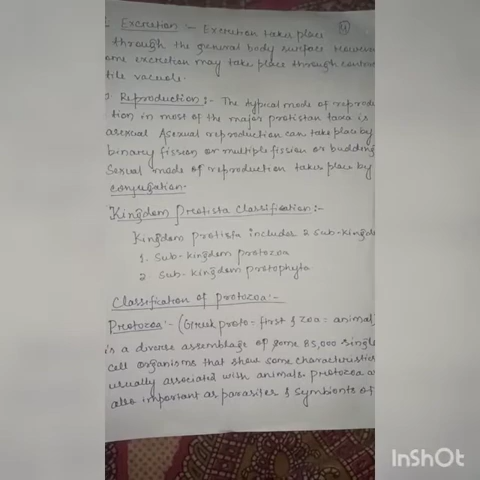 Excretion :- Excretion take place
through the general body surface
some excretion may take place through
tile vacuole.
Reproduction :- The typical mode of
tion in most of the major protistan taxa is
asexual Asexual reproduction can take place by
binary fission or multiple fission or budding
Sexual mode of reproduction takes place by
conjugation.
Kingdom Protista Classification :-
Kingdom protista includes 2 sub-kingdom
1. Sub-kingdom protozoa
2. Sub-kingdom protophyta.
Classification of protozoa :-
Protozoa :- (Greek proto = first & zoa = animal)
is a diverse assemblage of some 85,000 single
cell organisms that show some characteristics
usually associated with animals. protozoa
also important as parasites & symbionts of
InShOt